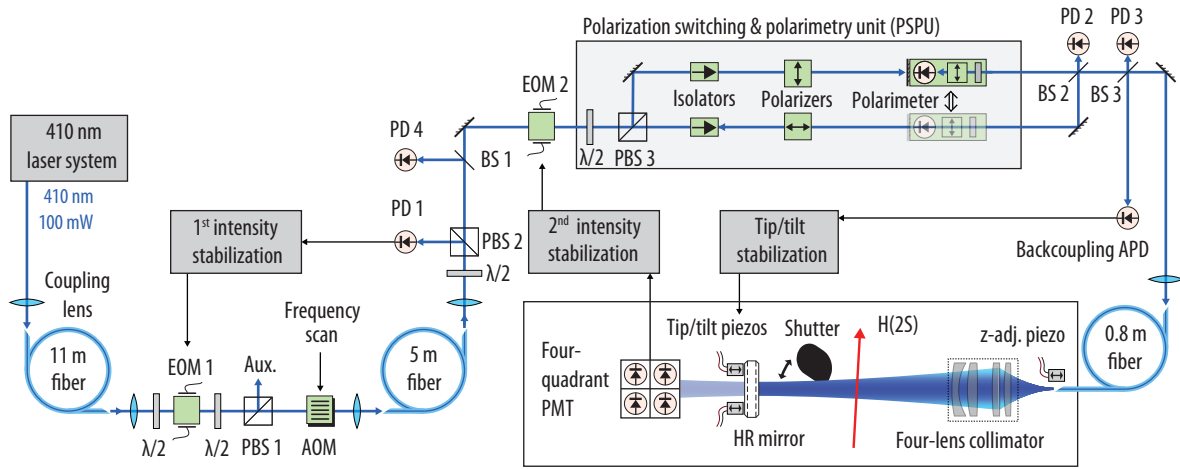 Polarization switching & polarimetry unit (PSPU)
PD 2
PD 3
EOM 2
Isolators
Polarizers
Polarimeter
BS 2
BS 3
410 nm
laser system
PD 4
BS 1
λ/2
PBS 3
410 nm
100 mW
1st intensity
stabilization
PD 1
PBS 2
λ/2
2nd intensity
stabilization
Tip/tilt
stabilization
Backcoupling APD
Coupling
lens
Frequency
scan
11 m
fiber
EOM 1
Aux.
5 m
fiber
λ/2
λ/2
PBS 1
AOM
Four-
quadrant
PMT
Tip/tilt piezos
Shutter
H(2S)
z-adj. piezo
0.8 m
fiber
HR mirror
Four-lens collimator